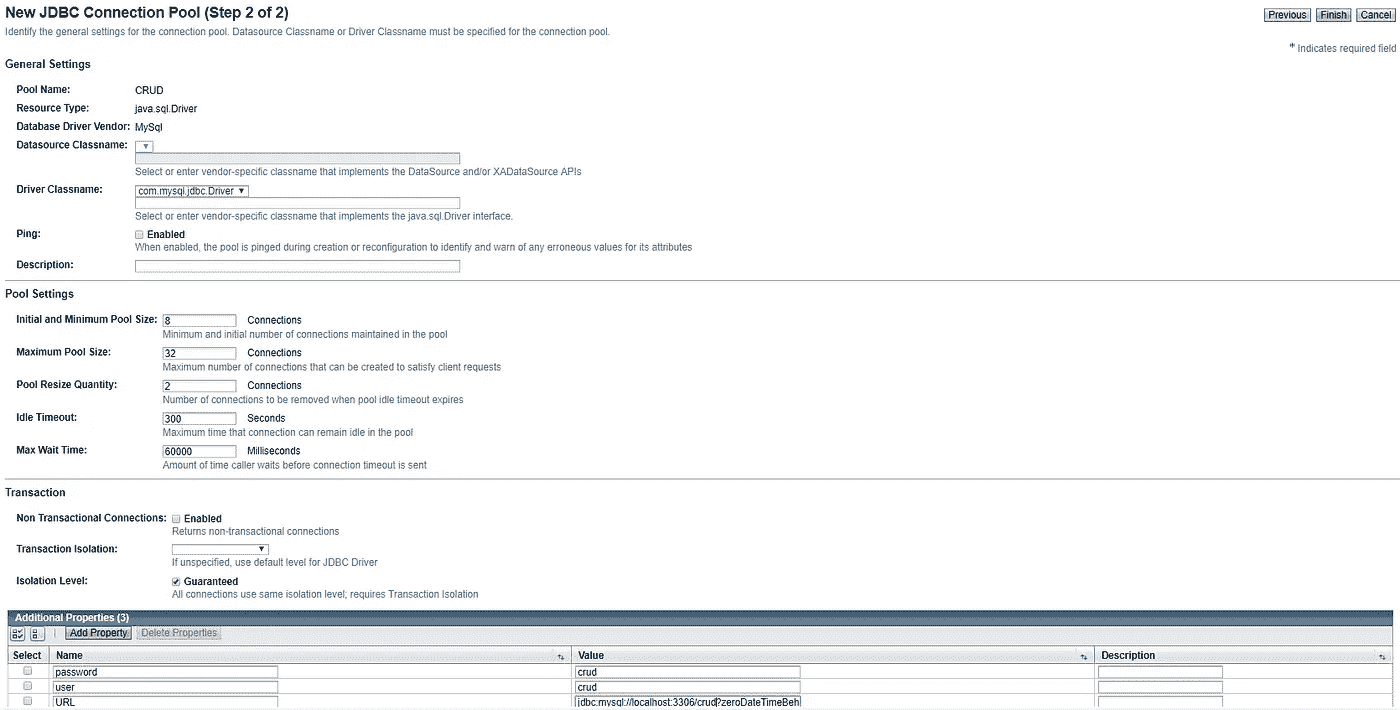 New JDBC Connection Pool (Step 2 of 2)
Previous Finish Cancel
Identify the general settings for the connection pool. Datasource Classname or Driver Classname must be specified for the connection pool.
* Indicates required field
General Settings
Pool Name: CRUD
Resource Type: java.sql.Driver
Database Driver Vendor: MySql
Datasource Classname:
Select or enter vendor-specific classname that implements the DataSource and/or XADataSource APIs
Driver Classname: com.mysql.jdbc.Driver
Select or enter vendor-specific classname that implements the java.sql.Driver interface.
Ping: Enabled
When enabled, the pool is pinged during creation or reconfiguration to identify and warn of any erroneous values for its attributes
Description:
Pool Settings
Initial and Minimum Pool Size: 8 Connections
Minimum and initial number of connections maintained in the pool
Maximum Pool Size: 32 Connections
Maximum number of connections that can be created to satisfy client requests
Pool Resize Quantity: 2 Connections
Number of connections to be removed when pool idle timeout expires
Idle Timeout: 300 Seconds
Maximum time that connection can remain idle in the pool
Max Wait Time: 60000 Milliseconds
Amount of time caller waits before connection timeout is sent
Transaction
Non Transactional Connections: Enabled
Returns non-transactional connections
Transaction Isolation:
If unspecified, use default level for JDBC Driver
Isolation Level: Guaranteed
All connections use same isolation level; requires Transaction Isolation
Additional Properties (3)
Add Property Delete Properties
Select Name Value Description
password crud
user crud
URL jdbc:mysql://localhost:3306/crud?zeroDateTimeBeh